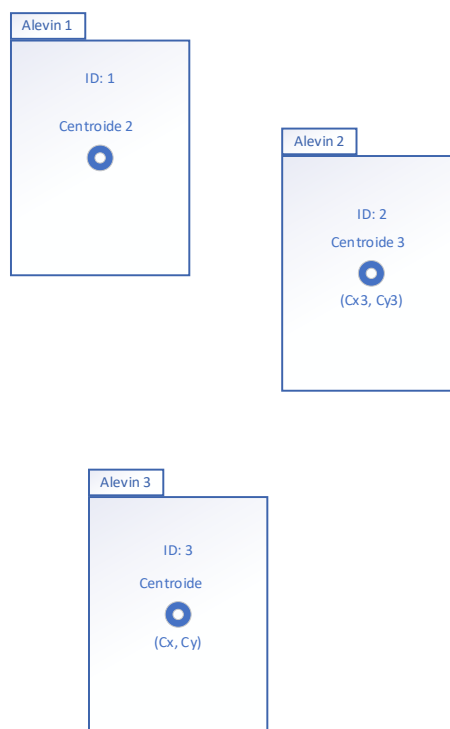 Alevin 1
ID: 1
Centroide 2
Alevin 2
ID: 2
Centroide 3
(Cx3, Cy3)
Alevin 3
ID: 3
Centroide
(Cx, Cy)